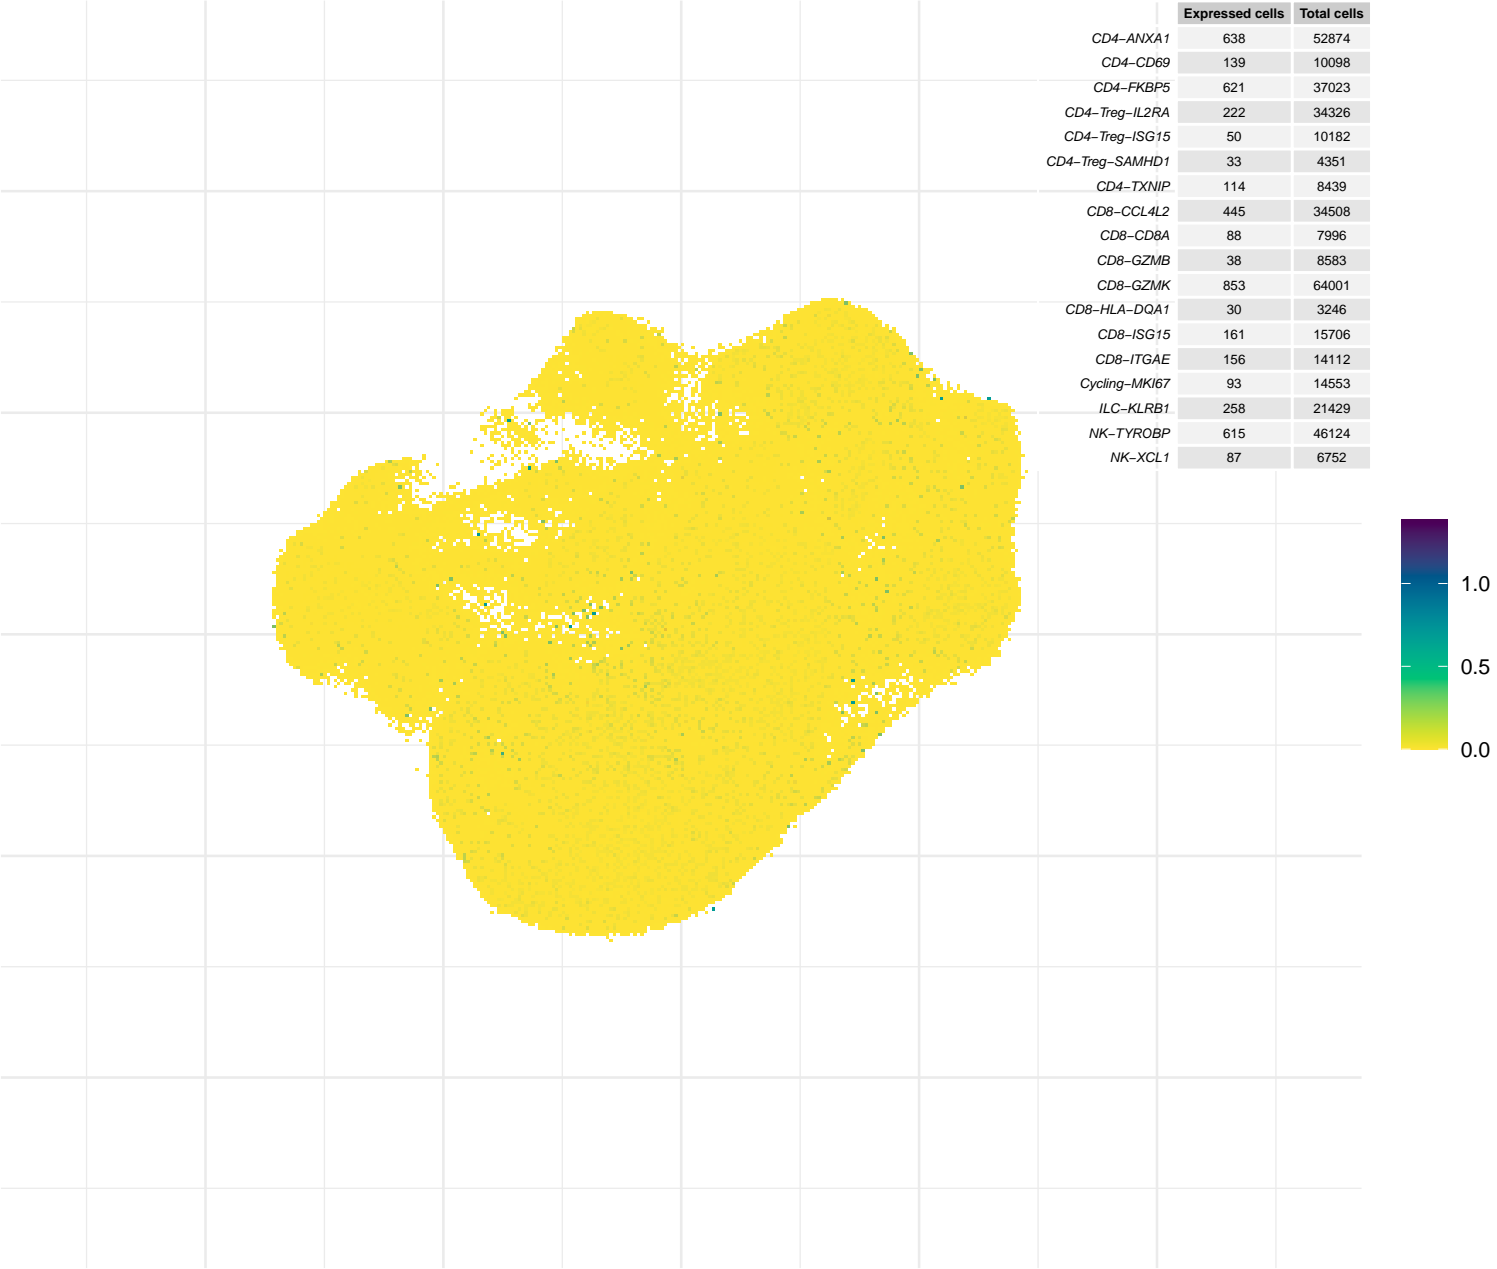 Expressed cells Total cells
CD4−ANXA1 638 52874
CD4−CD69 139 10098
CD4−FKBP5 621 37023
CD4−Treg−IL2RA 222 34326
CD4−Treg−ISG15 50 10182
CD4−Treg−SAMHD1 33 4351
CD4−TXNIP 114 8439
CD8−CCL4L2 445 34508
CD8−CD8A 88 7996
CD8−GZMB 38 8583
CD8−GZMK 853 64001
CD8−HLA−DQA1 30 3246
CD8−ISG15 161 15706
CD8−ITGAE 156 14112
Cycling−MKI67 93 14553
ILC−KLRB1 258 21429
NK−TYROBP 615 46124
NK−XCL1 87 6752
1.0
0.5
0.0